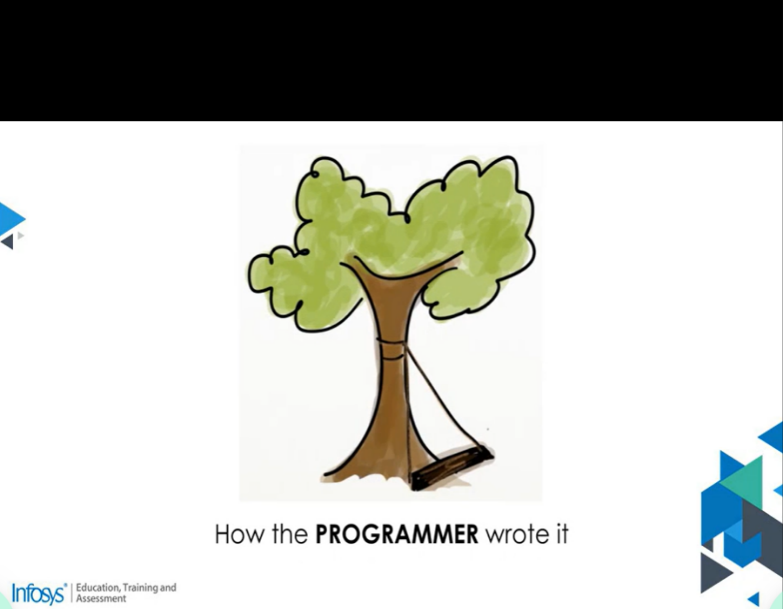 How the PROGRAMMER wrote it
Infosys® | Education, Training and
Assessment